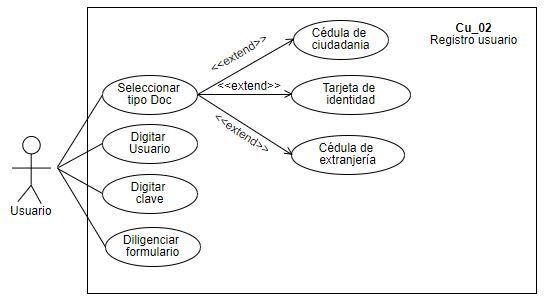 Cu_02
Registro usuario
Cédula de
ciudadania
<<extend>>
Seleccionar
tipo Doc
<<extend>>
Tarjeta de
identidad
<<extend>>
Digitar
Usuario
Cédula de
extranjería
Digitar
clave
Usuario
Diligenciar
formulario